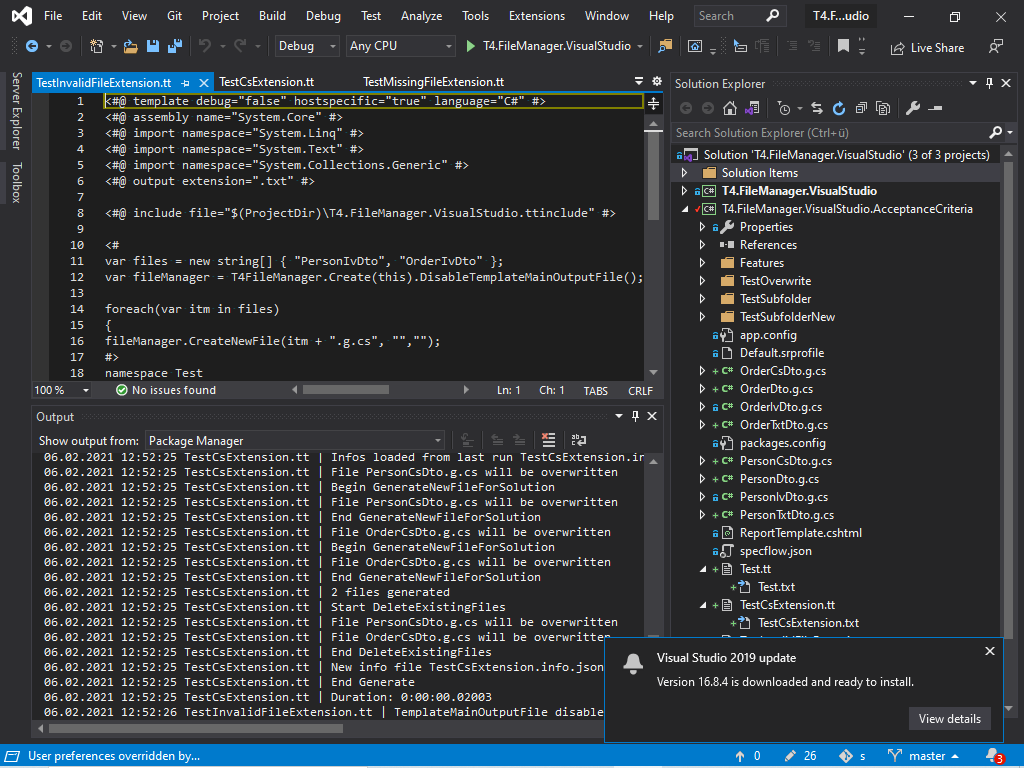 File Edit View Git Project Build Debug Test Analyze Tools Extensions Window Help Search T4.F...udio
Debug Any CPU T4.FileManager.VisualStudio Live Share
Server Explorer
Toolbox
TestInvalidFileExtension.tt TestCsExtension.tt TestMissingFileExtension.tt
1 <#@ template debug="false" hostspecific="true" language="C#" #>
2 <#@ assembly name="System.Core" #>
3 <#@ import namespace="System.Linq" #>
4 <#@ import namespace="System.Text" #>
5 <#@ import namespace="System.Collections.Generic" #>
6 <#@ output extension=".txt" #>
7
8 <#@ include file="$(ProjectDir)\T4.FileManager.VisualStudio.ttinclude" #>
9
10 <#
11 var files = new string[] { "PersonIvDto", "OrderIvDto" };
12 var fileManager = T4FileManager.Create(this).DisableTemplateMainOutputFile();
13
14 foreach(var itm in files)
15 {
16 fileManager.CreateNewFile(itm + ".g.cs", "","");
17 #>
18 namespace Test
100 % No issues found Ln: 1 Ch: 1 TABS CRLF
Output
Show output from: Package Manager
06.02.2021 12:52:25 TestCsExtension.tt | Infos loaded from last run TestCsExtension.in
06.02.2021 12:52:25 TestCsExtension.tt | File PersonCsDto.g.cs will be overwritten
06.02.2021 12:52:25 TestCsExtension.tt | Begin GenerateNewFileForSolution
06.02.2021 12:52:25 TestCsExtension.tt | File PersonCsDto.g.cs will be overwritten
06.02.2021 12:52:25 TestCsExtension.tt | End GenerateNewFileForSolution
06.02.2021 12:52:25 TestCsExtension.tt | File OrderCsDto.g.cs will be overwritten
06.02.2021 12:52:25 TestCsExtension.tt | Begin GenerateNewFileForSolution
06.02.2021 12:52:25 TestCsExtension.tt | File OrderCsDto.g.cs will be overwritten
06.02.2021 12:52:25 TestCsExtension.tt | End GenerateNewFileForSolution
06.02.2021 12:52:25 TestCsExtension.tt | 2 files generated
06.02.2021 12:52:25 TestCsExtension.tt | Start DeleteExistingFiles
06.02.2021 12:52:25 TestCsExtension.tt | File PersonCsDto.g.cs will be overwritten
06.02.2021 12:52:25 TestCsExtension.tt | File OrderCsDto.g.cs will be overwritten
06.02.2021 12:52:25 TestCsExtension.tt | End DeleteExistingFiles
06.02.2021 12:52:25 TestCsExtension.tt | New info file TestCsExtension.info.json
06.02.2021 12:52:25 TestCsExtension.tt | End Generate
06.02.2021 12:52:25 TestCsExtension.tt | Duration: 0:00:00.02003
06.02.2021 12:52:26 TestInvalidFileExtension.tt | TemplateMainOutputFile disable
Solution Explorer
Search Solution Explorer (Ctrl+ü)
Solution 'T4.FileManager.VisualStudio' (3 of 3 projects)
Solution Items
C# T4.FileManager.VisualStudio
C# T4.FileManager.VisualStudio.AcceptanceCriteria
Properties
References
Features
TestOverwrite
TestSubfolder
TestSubfolderNew
app.config
Default.srprofile
C# OrderCsDto.g.cs
C# OrderDto.g.cs
C# OrderIvDto.g.cs
C# OrderTxtDto.g.cs
packages.config
C# PersonCsDto.g.cs
C# PersonDto.g.cs
C# PersonIvDto.g.cs
C# PersonTxtDto.g.cs
ReportTemplate.cshtml
specflow.json
Test.tt
Test.txt
TestCsExtension.tt
TestCsExtension.txt
Visual Studio 2019 update
Version 16.8.4 is downloaded and ready to install.
View details
User preferences overridden by... 0 26 s master 3